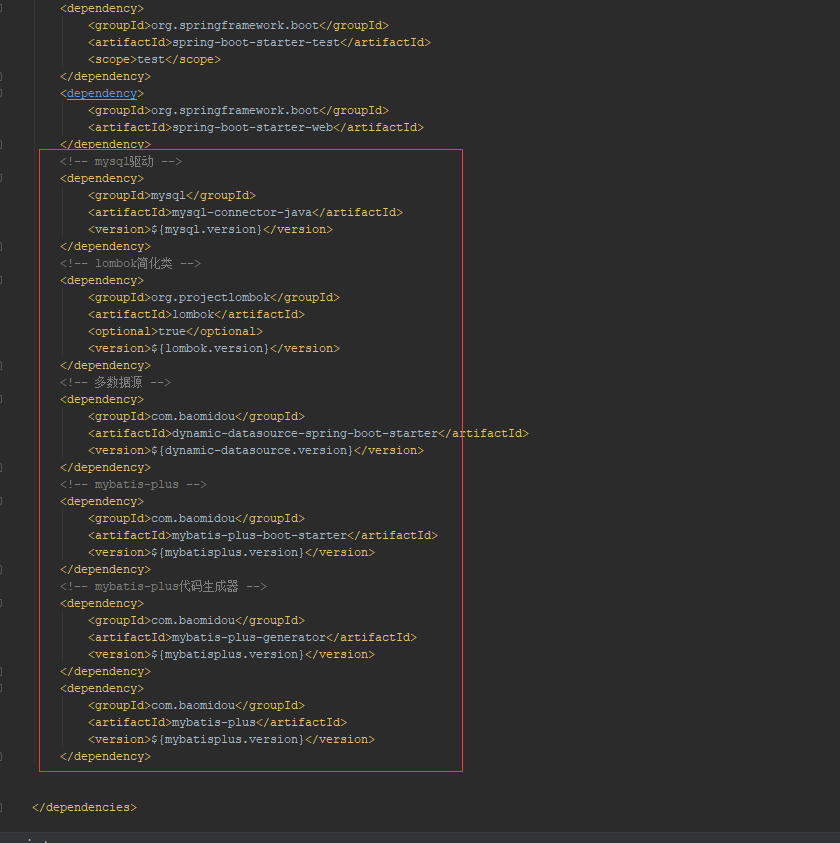 <dependency>
<groupId>org.springframework.boot</groupId>
<artifactId>spring-boot-starter-test</artifactId>
<scope>test</scope>
</dependency>
<dependency>
<groupId>org.springframework.boot</groupId>
<artifactId>spring-boot-starter-web</artifactId>
</dependency>
<!-- mysql驱动 -->
<dependency>
<groupId>mysql</groupId>
<artifactId>mysql-connector-java</artifactId>
<version>${mysql.version}</version>
</dependency>
<!-- lombok简化类 -->
<dependency>
<groupId>org.projectlombok</groupId>
<artifactId>lombok</artifactId>
<optional>true</optional>
<version>${lombok.version}</version>
</dependency>
<!-- 多数据源 -->
<dependency>
<groupId>com.baomidou</groupId>
<artifactId>dynamic-datasource-spring-boot-starter</artifactId>
<version>${dynamic-datasource.version}</version>
</dependency>
<!-- mybatis-plus -->
<dependency>
<groupId>com.baomidou</groupId>
<artifactId>mybatis-plus-boot-starter</artifactId>
<version>${mybatisplus.version}</version>
</dependency>
<!-- mybatis-plus代码生成器 -->
<dependency>
<groupId>com.baomidou</groupId>
<artifactId>mybatis-plus-generator</artifactId>
<version>${mybatisplus.version}</version>
</dependency>
<dependency>
<groupId>com.baomidou</groupId>
<artifactId>mybatis-plus</artifactId>
<version>${mybatisplus.version}</version>
</dependency>
</dependencies>